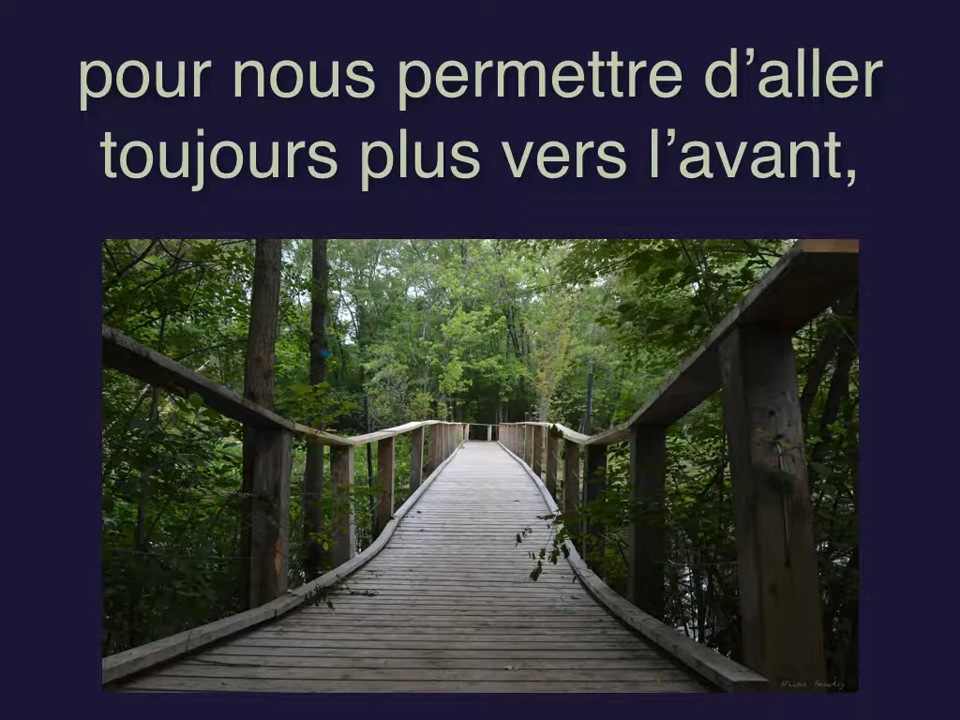 pour nous permettre d’aller
toujours plus vers l’avant,